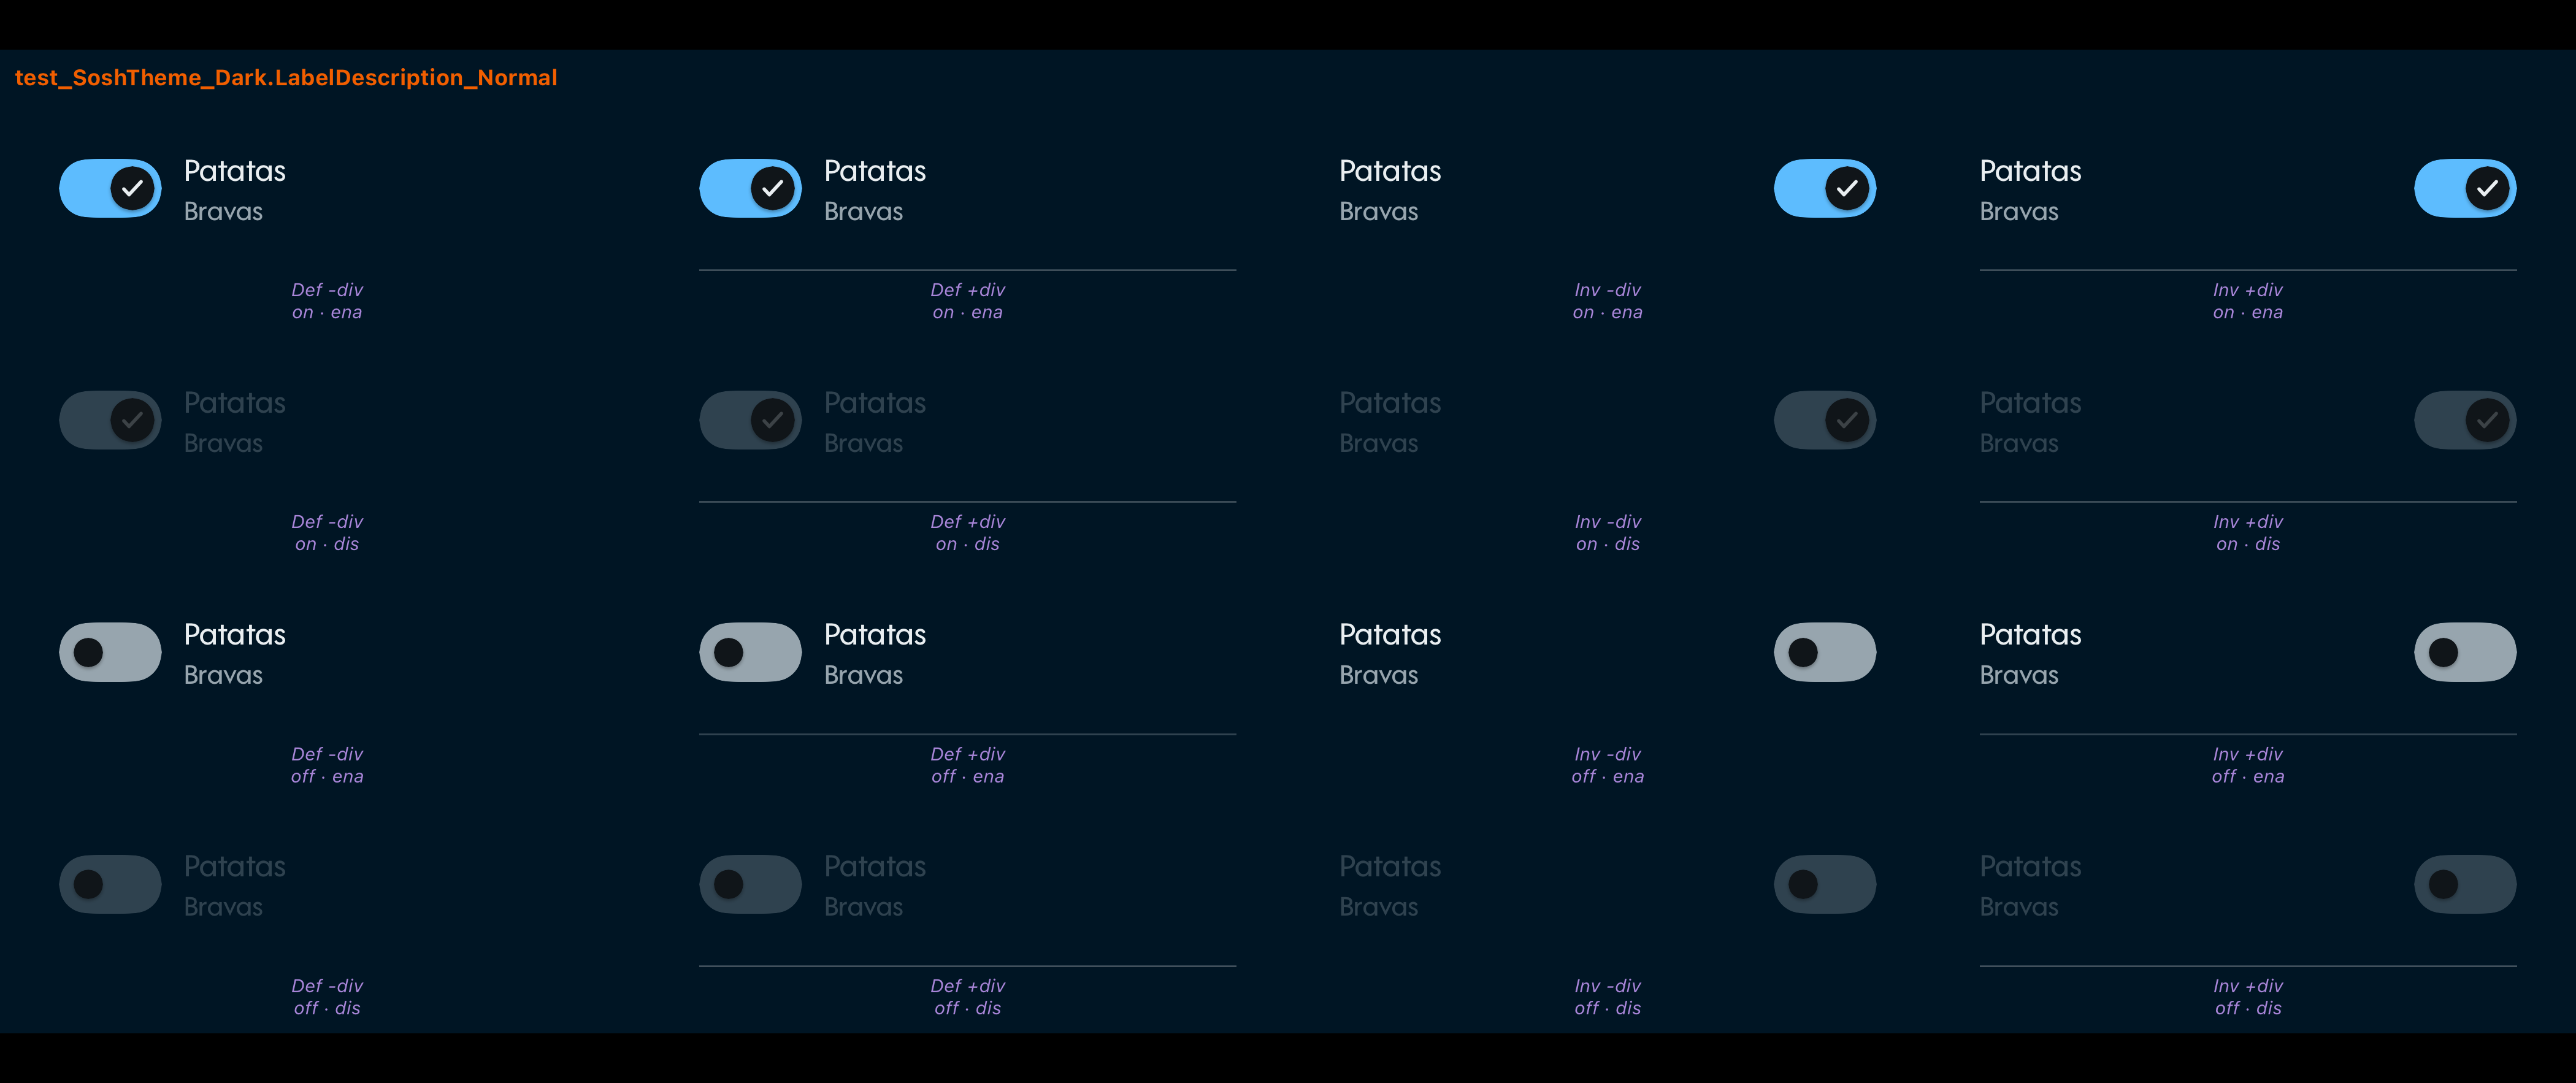 test_SoshTheme_Dark.LabelDescription_Normal
Patatas
Bravas
Def -div
on · ena
Patatas
Bravas
Def +div
on · ena
Patatas
Bravas
Inv -div
on · ena
Patatas
Bravas
Inv +div
on · ena
Patatas
Bravas
Def -div
on · dis
Patatas
Bravas
Def +div
on · dis
Patatas
Bravas
Inv -div
on · dis
Patatas
Bravas
Inv +div
on · dis
Patatas
Bravas
Def -div
off · ena
Patatas
Bravas
Def +div
off · ena
Patatas
Bravas
Inv -div
off · ena
Patatas
Bravas
Inv +div
off · ena
Patatas
Bravas
Def -div
off · dis
Patatas
Bravas
Def +div
off · dis
Patatas
Bravas
Inv -div
off · dis
Patatas
Bravas
Inv +div
off · dis